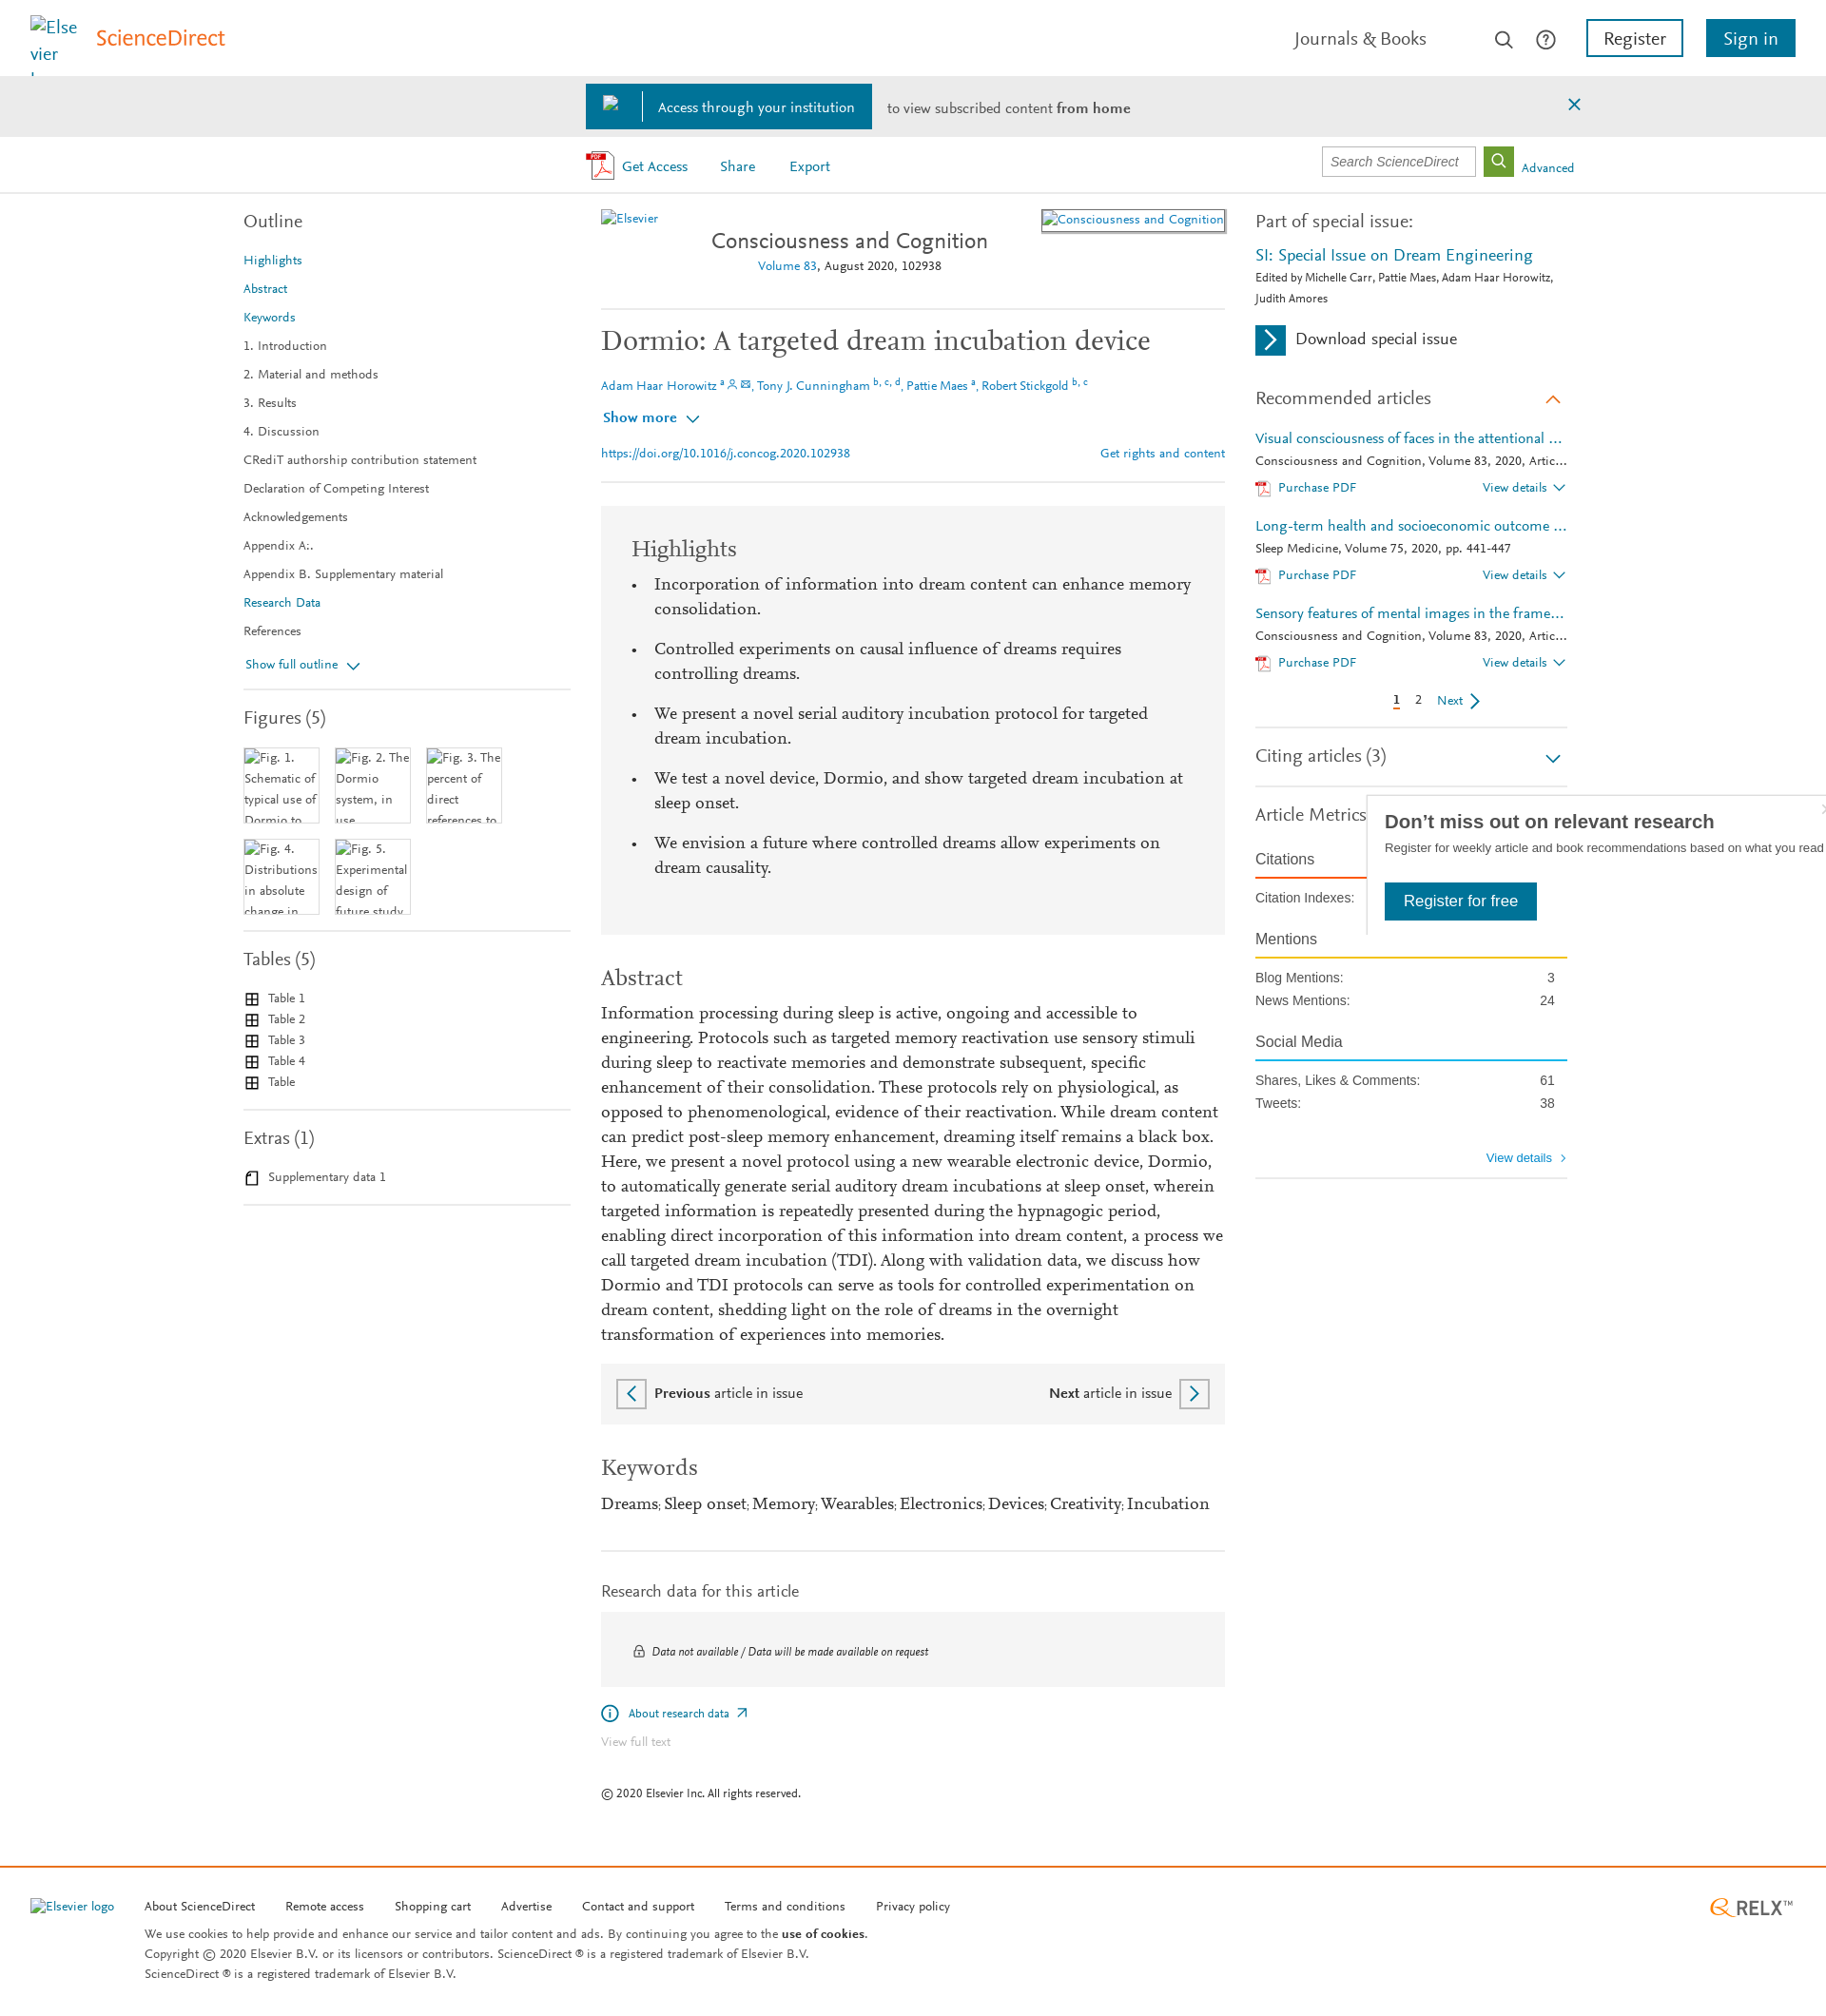 Else
vier
ScienceDirect
Journals & Books
Register
Sign in
Access through your institution
to view subscribed content from home
Get Access
Share
Export
Search ScienceDirect
Advanced
Outline
Highlights
Abstract
Keywords
1. Introduction
2. Material and methods
3. Results
4. Discussion
CRediT authorship contribution statement
Declaration of Competing Interest
Acknowledgements
Appendix A:.
Appendix B. Supplementary material
Research Data
References
Show full outline
Figures (5)
Fig. 1.
Schematic of
typical use of
Dormio to
Fig. 2. The
Dormio
system, in
use
Fig. 3. The
percent of
direct
references to
Fig. 4.
Distributions
in absolute
change in
Fig. 5.
Experimental
design of
future study
Tables (5)
Table 1
Table 2
Table 3
Table 4
Table
Extras (1)
Supplementary data 1
Elsevier
Consciousness and Cognition
Volume 83, August 2020, 102938
Consciousness and Cognition
Dormio: A targeted dream incubation device
Adam Haar Horowitz a, Tony J. Cunningham b, c, d, Pattie Maes a, Robert Stickgold b, c
Show more
https://doi.org/10.1016/j.concog.2020.102938
Get rights and content
Highlights
• Incorporation of information into dream content can enhance memory
consolidation.
• Controlled experiments on causal influence of dreams requires
controlling dreams.
• We present a novel serial auditory incubation protocol for targeted
dream incubation.
• We test a novel device, Dormio, and show targeted dream incubation at
sleep onset.
• We envision a future where controlled dreams allow experiments on
dream causality.
Abstract
Information processing during sleep is active, ongoing and accessible to
engineering. Protocols such as targeted memory reactivation use sensory stimuli
during sleep to reactivate memories and demonstrate subsequent, specific
enhancement of their consolidation. These protocols rely on physiological, as
opposed to phenomenological, evidence of their reactivation. While dream content
can predict post-sleep memory enhancement, dreaming itself remains a black box.
Here, we present a novel protocol using a new wearable electronic device, Dormio,
to automatically generate serial auditory dream incubations at sleep onset, wherein
targeted information is repeatedly presented during the hypnagogic period,
enabling direct incorporation of this information into dream content, a process we
call targeted dream incubation (TDI). Along with validation data, we discuss how
Dormio and TDI protocols can serve as tools for controlled experimentation on
dream content, shedding light on the role of dreams in the overnight
transformation of experiences into memories.
Previous article in issue
Next article in issue
Keywords
Dreams; Sleep onset; Memory; Wearables; Electronics; Devices; Creativity; Incubation
Research data for this article
Data not available / Data will be made available on request
About research data
View full text
© 2020 Elsevier Inc. All rights reserved.
Part of special issue:
SI: Special Issue on Dream Engineering
Edited by Michelle Carr, Pattie Maes, Adam Haar Horowitz,
Judith Amores
Download special issue
Recommended articles
Visual consciousness of faces in the attentional …
Consciousness and Cognition, Volume 83, 2020, Artic…
Purchase PDF
View details
Long-term health and socioeconomic outcome …
Sleep Medicine, Volume 75, 2020, pp. 441-447
Purchase PDF
View details
Sensory features of mental images in the frame…
Consciousness and Cognition, Volume 83, 2020, Artic…
Purchase PDF
View details
1 2 Next
Citing articles (3)
Article Metrics
Citations
Citation Indexes:
Mentions
Blog Mentions: 3
News Mentions: 24
Social Media
Shares, Likes & Comments: 61
Tweets: 38
View details
Don’t miss out on relevant research
Register for weekly article and book recommendations based on what you read
Register for free
Elsevier logo
About ScienceDirect
Remote access
Shopping cart
Advertise
Contact and support
Terms and conditions
Privacy policy
RELX™
We use cookies to help provide and enhance our service and tailor content and ads. By continuing you agree to the use of cookies.
Copyright © 2020 Elsevier B.V. or its licensors or contributors. ScienceDirect ® is a registered trademark of Elsevier B.V.
ScienceDirect ® is a registered trademark of Elsevier B.V.